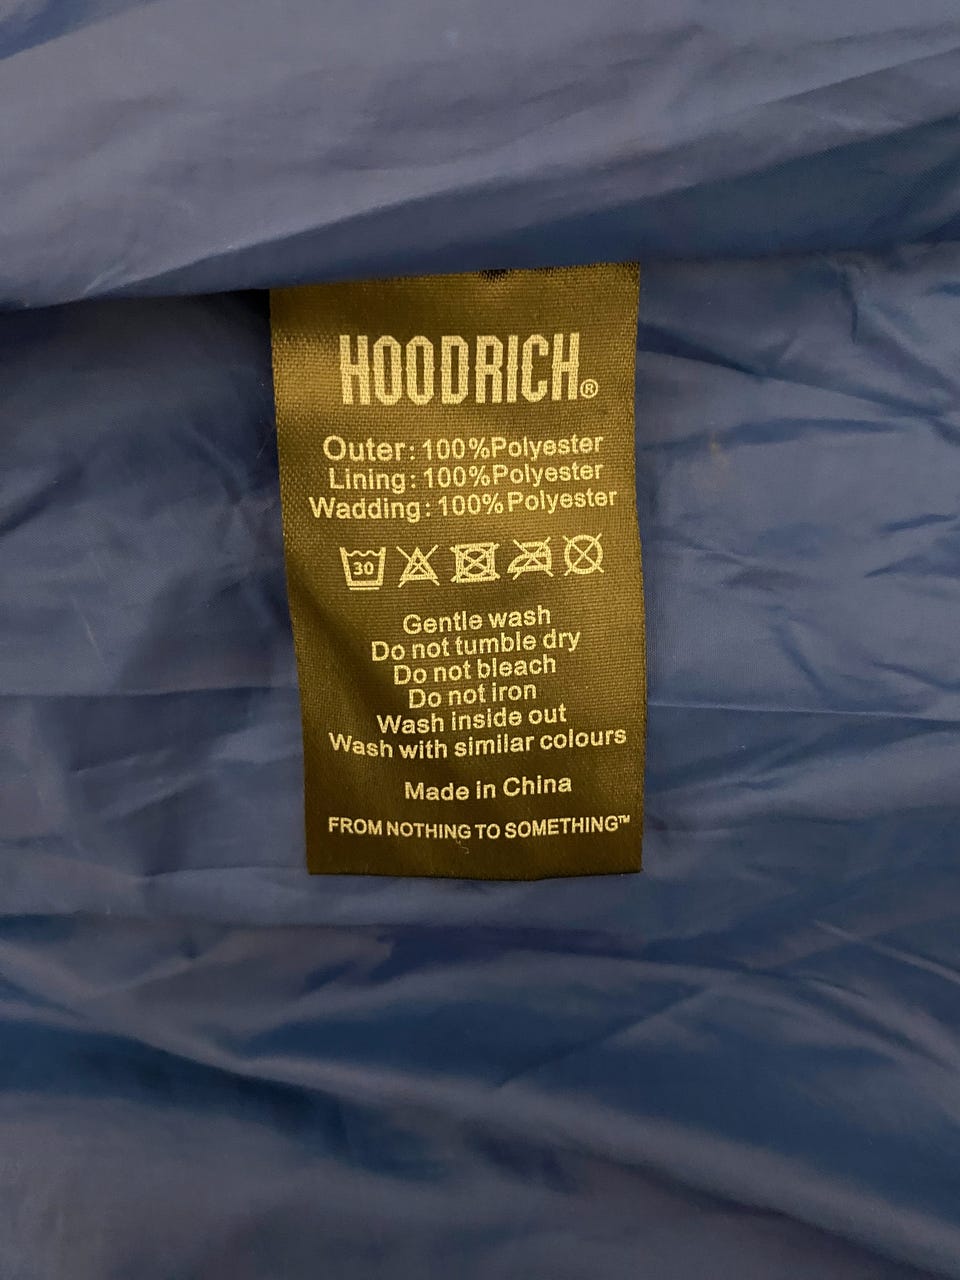 HOODRICH®
Outer: 100%Polyester
Lining: 100%Polyester
Wadding: 100%Polyester
30
Gentle wash
Do not tumble dry
Do not bleach
Do not iron
Wash inside out
Wash with similar colours
Made in China
FROM NOTHING TO SOMETHING™